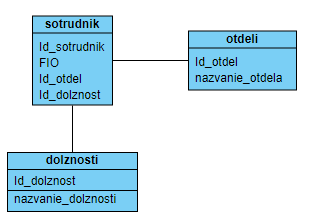 sotrudnik
Id_sotrudnik
FIO
Id_otdel
Id_dolznost
otdeli
Id_otdel
nazvanie_otdela
dolznosti
Id_dolznost
nazvanie_dolznosti